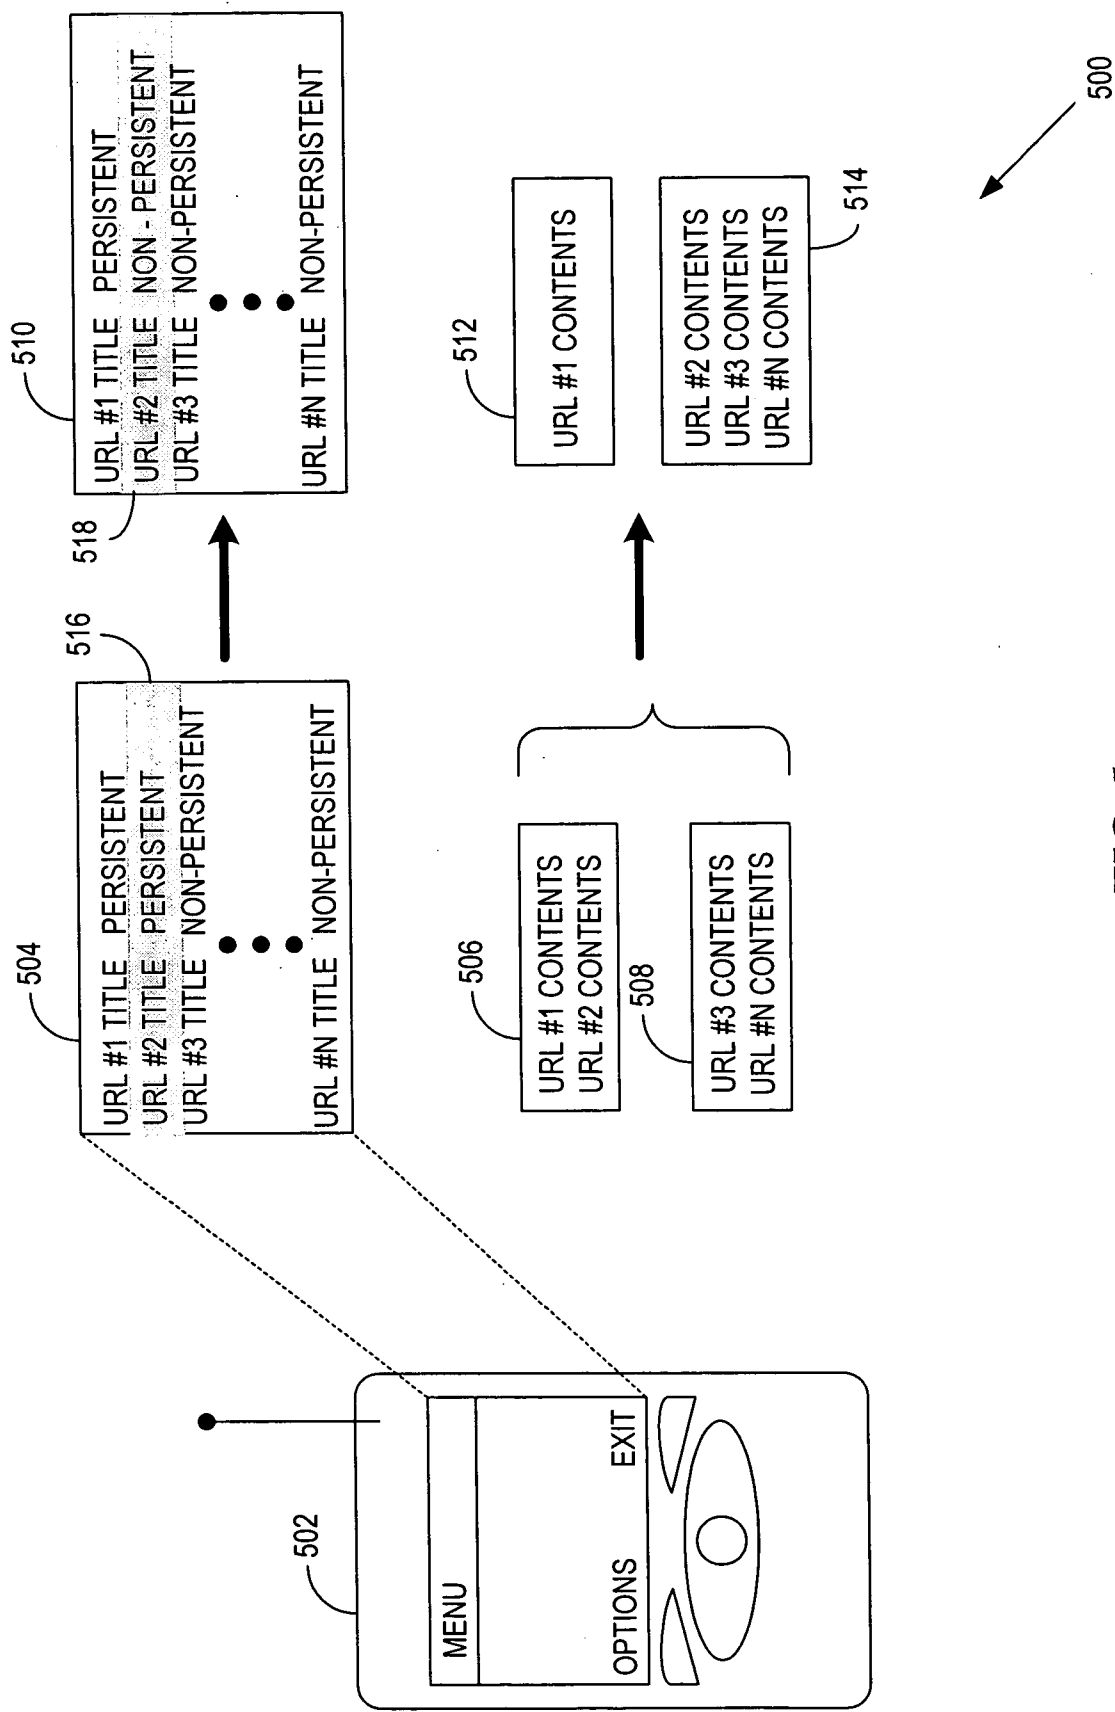 502
MENU
OPTIONS EXIT
504
URL #1 TITLE PERSISTENT
URL #2 TITLE PERSISTENT
URL #3 TITLE NON-PERSISTENT
URL #N TITLE NON-PERSISTENT
516
506
URL #1 CONTENTS
URL #2 CONTENTS
508
URL #3 CONTENTS
URL #N CONTENTS
510
518
URL #1 TITLE PERSISTENT
URL #2 TITLE NON - PERSISTENT
URL #3 TITLE NON-PERSISTENT
URL #N TITLE NON-PERSISTENT
512
URL #1 CONTENTS
URL #2 CONTENTS
URL #3 CONTENTS
URL #N CONTENTS
514
500